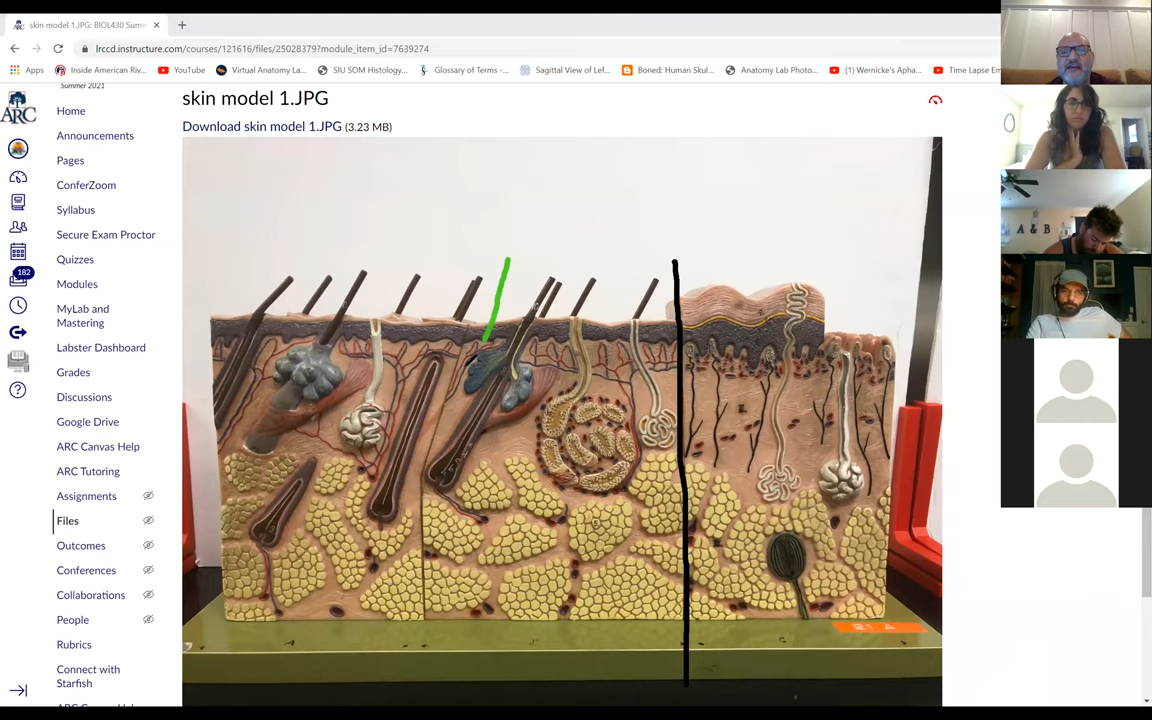 skin model 1.JPG: BIOL430 Summ
lrccd.instructure.com/courses/121616/files/25028379?module_item_id=7639274
Apps
Inside American Riv...
YouTube
Virtual Anatomy La...
SIU SOM Histology...
Glossary of Terms -...
Sagittal View of Lef...
Boned: Human Skul...
Anatomy Lab Photo...
(1) Wernicke's Apha...
Time Lapse Em
Summer 2021
ARC
182
Home
Announcements
Pages
ConferZoom
Syllabus
Secure Exam Proctor
Quizzes
Modules
MyLab and
Mastering
Labster Dashboard
Grades
Discussions
Google Drive
ARC Canvas Help
ARC Tutoring
Assignments
Files
Outcomes
Conferences
Collaborations
People
Rubrics
Connect with
Starfish
skin model 1.JPG
Download skin model 1.JPG (3.23 MB)
A & B